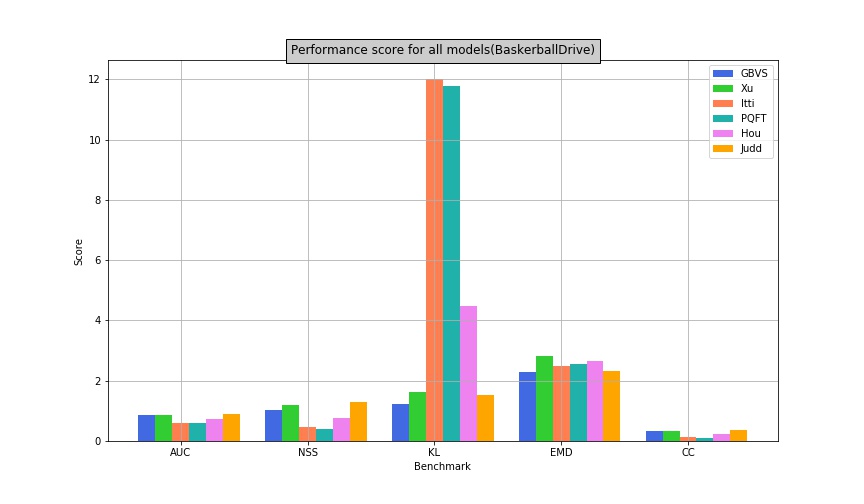 Performance score for all models(BaskerballDrive)
GBVS
Xu
Itti
PQFT
Hou
Judd
12
10
8
6
4
2
0
Score
AUC
NSS
KL
EMD
CC
Benchmark